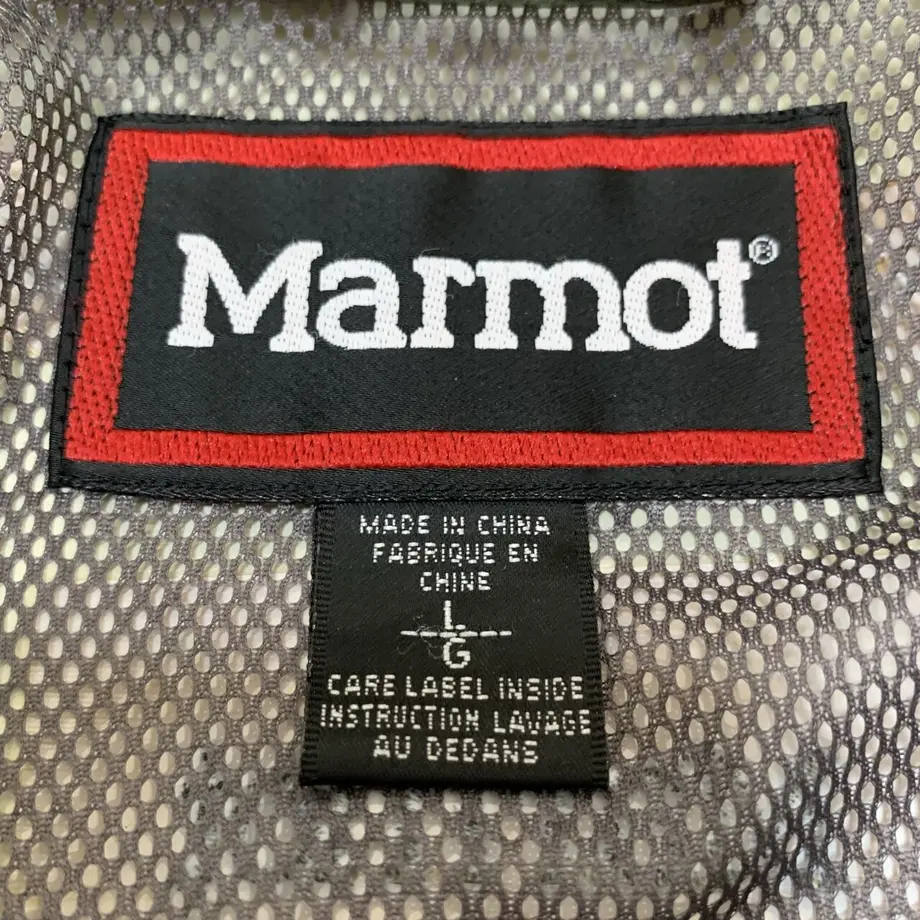 Marmot®
MADE IN CHINA
FABRIQUE EN
CHINE
L
G
CARE LABEL INSIDE
INSTRUCTION LAVAGE
AU DEDANS